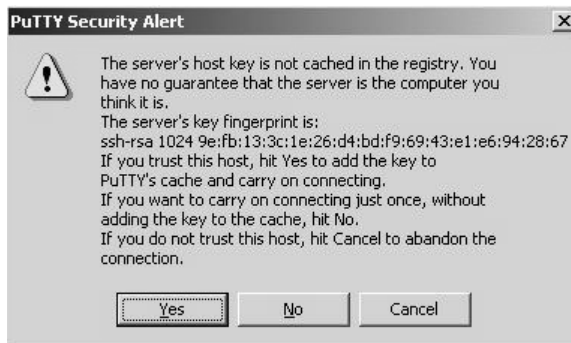 PuTTY Security Alert
The server's host key is not cached in the registry. You
have no guarantee that the server is the computer you
think it is.
The server's key fingerprint is:
ssh-rsa 1024 9e:fb:13:3c:1e:26:d4:bd:f9:69:43:e1:e6:94:28:67
If you trust this host, hit Yes to add the key to
PuTTY's cache and carry on connecting.
If you want to carry on connecting just once, without
adding the key to the cache, hit No.
If you do not trust this host, hit Cancel to abandon the
connection.
Yes No Cancel